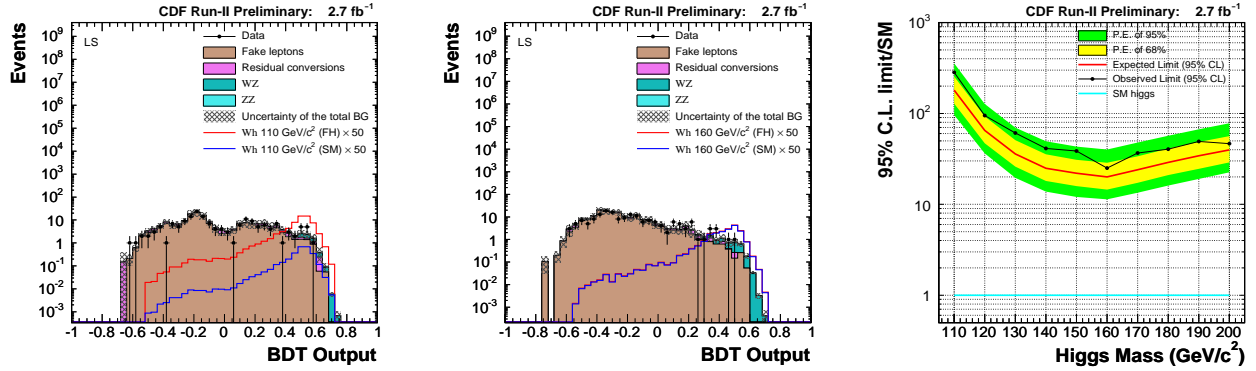 CDF Run-II Preliminary: 2.7 fb⁻¹
Events
10⁹
10⁸
10⁷
10⁶
10⁵
10⁴
10³
10²
10
1
10⁻¹
10⁻²
10⁻³
LS
Data
Fake leptons
Residual conversions
WZ
ZZ
Uncertainty of the total BG
Wh 110 GeV/c² (FH) × 50
Wh 110 GeV/c² (SM) × 50
-1 -0.8 -0.6 -0.4 -0.2 0 0.2 0.4 0.6 0.8 1
BDT Output
CDF Run-II Preliminary: 2.7 fb⁻¹
Events
10⁹
10⁸
10⁷
10⁶
10⁵
10⁴
10³
10²
10
1
10⁻¹
10⁻²
10⁻³
LS
Data
Fake leptons
Residual conversions
WZ
ZZ
Uncertainty of the total BG
Wh 160 GeV/c² (FH) × 50
Wh 160 GeV/c² (SM) × 50
-1 -0.8 -0.6 -0.4 -0.2 0 0.2 0.4 0.6 0.8 1
BDT Output
CDF Run-II Preliminary: 2.7 fb⁻¹
95% C.L. limit/SM
10³
10²
10
1
P.E. of 95%
P.E. of 68%
Expected Limit (95% CL)
Observed Limit (95% CL)
SM higgs
110 120 130 140 150 160 170 180 190 200
Higgs Mass (GeV/c²)